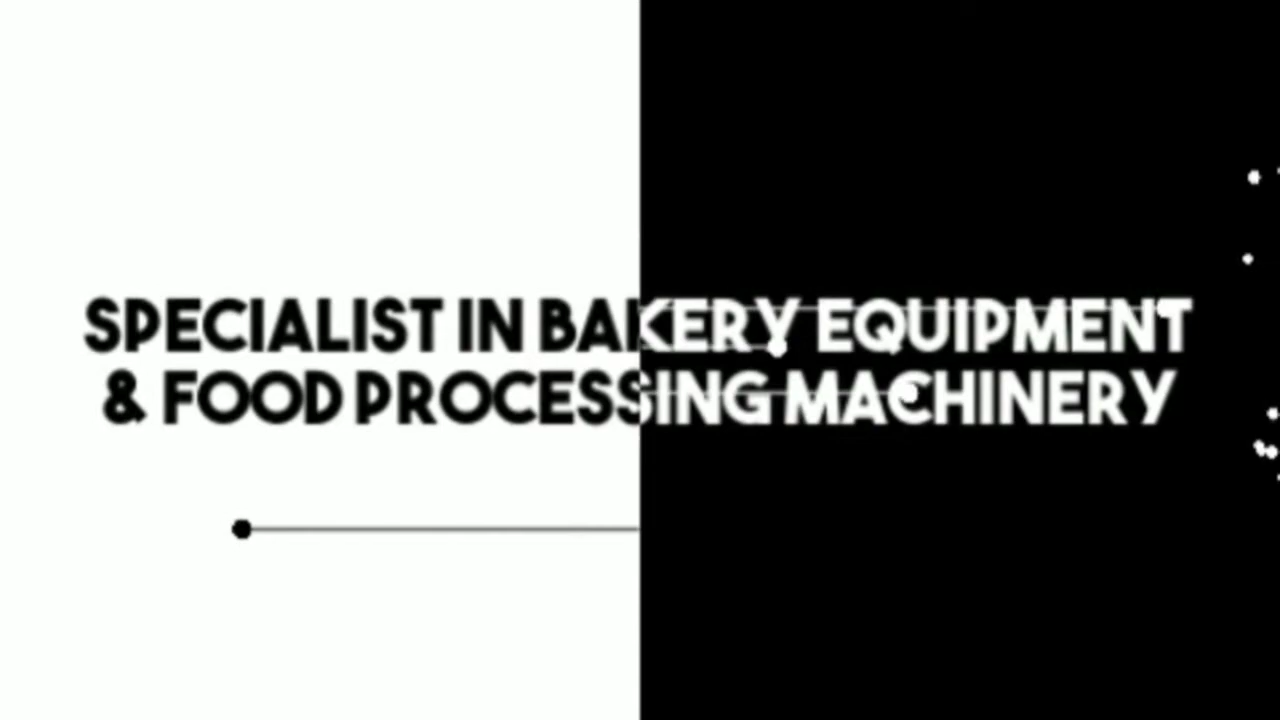 SPECIALIST IN BAKERY EQUIPMENT
& FOOD PROCESSING MACHINERY